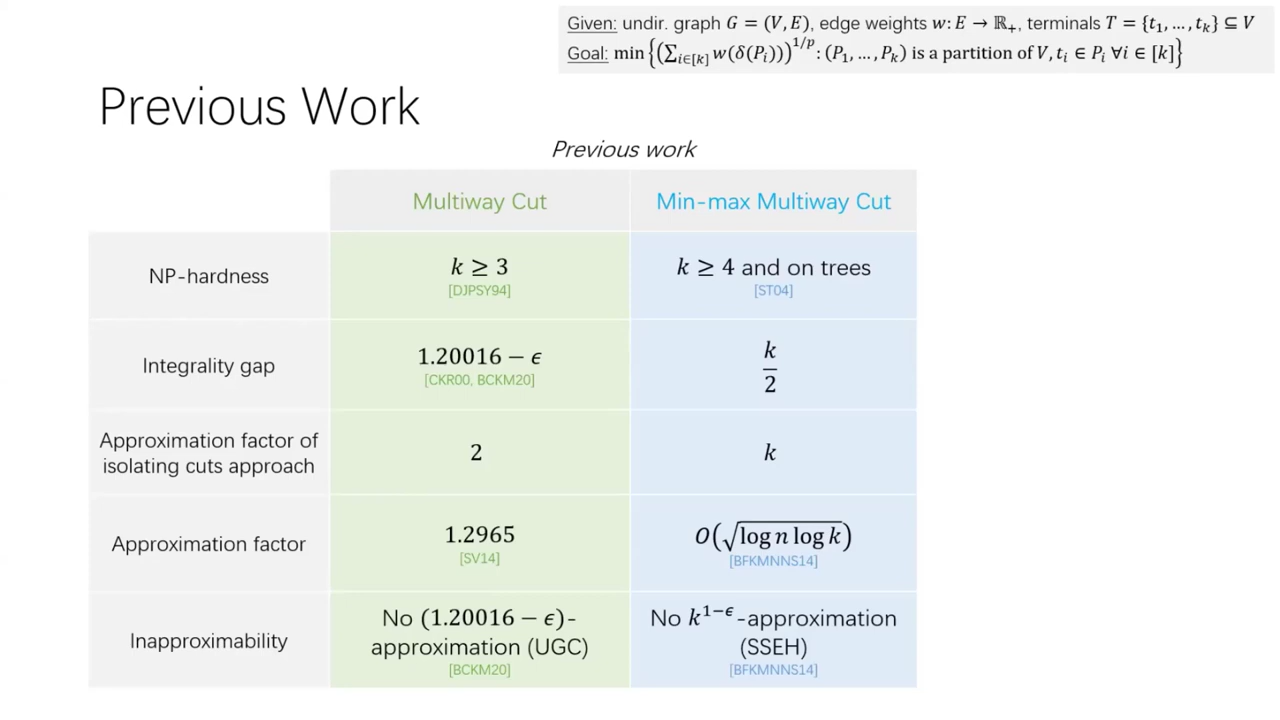 Given: undir. graph G = (V, E), edge weights w: E → ℝ₊, terminals T = {t₁, …, tₖ} ⊆ V
Goal: min{(∑_{i∈[k]} w(δ(Pᵢ)))^{1/p} : (P₁, …, Pₖ) is a partition of V, tᵢ ∈ Pᵢ ∀i ∈ [k]}
Previous Work
Previous work
Multiway Cut
Min-max Multiway Cut
NP-hardness
k ≥ 3
[DJPSY94]
k ≥ 4 and on trees
[ST04]
Integrality gap
1.20016 − ϵ
[CKR00, BCKM20]
k/2
Approximation factor of
isolating cuts approach
2
k
Approximation factor
1.2965
[SV14]
O(√(log n log k))
[BFKMNNS14]
Inapproximability
No (1.20016 − ϵ)-
approximation (UGC)
[BCKM20]
No k^{1−ϵ}-approximation
(SSEH)
[BFKMNNS14]